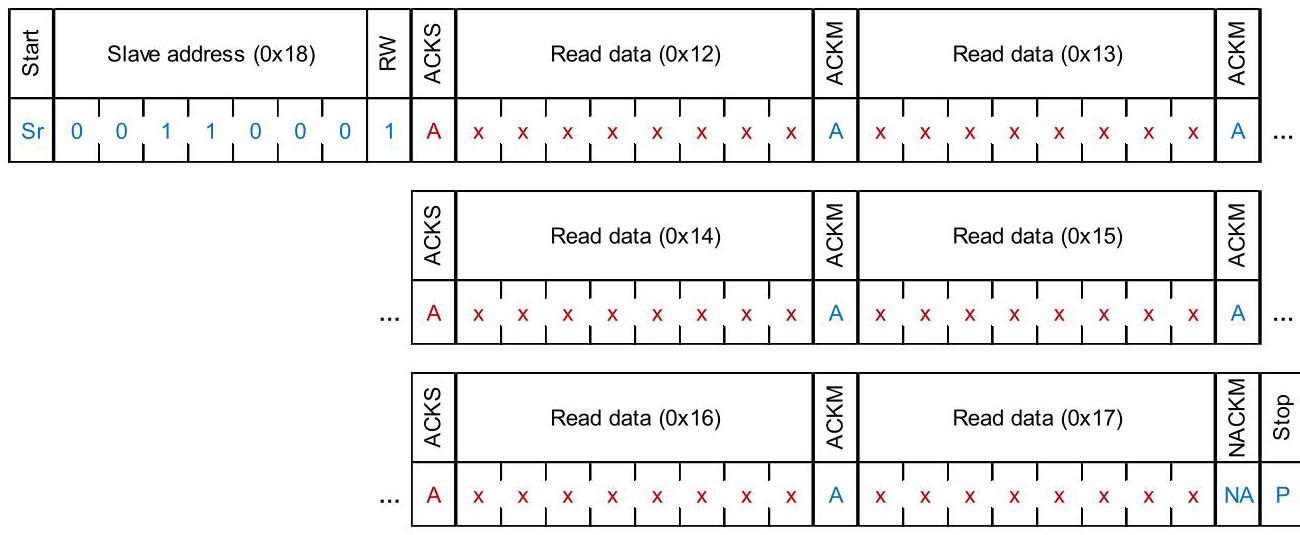 Start Slave address (0x18) RW ACKS Read data (0x12) ACKM Read data (0x13) ACKM
Sr 0 0 1 1 0 0 0 1 A x x x x x x x x A x x x x x x x x A ...
ACKS Read data (0x14) ACKM Read data (0x15) ACKM
... A x x x x x x x x A x x x x x x x x A ...
ACKS Read data (0x16) ACKM Read data (0x17) NACKM Stop
... A x x x x x x x x A x x x x x x x x NA P